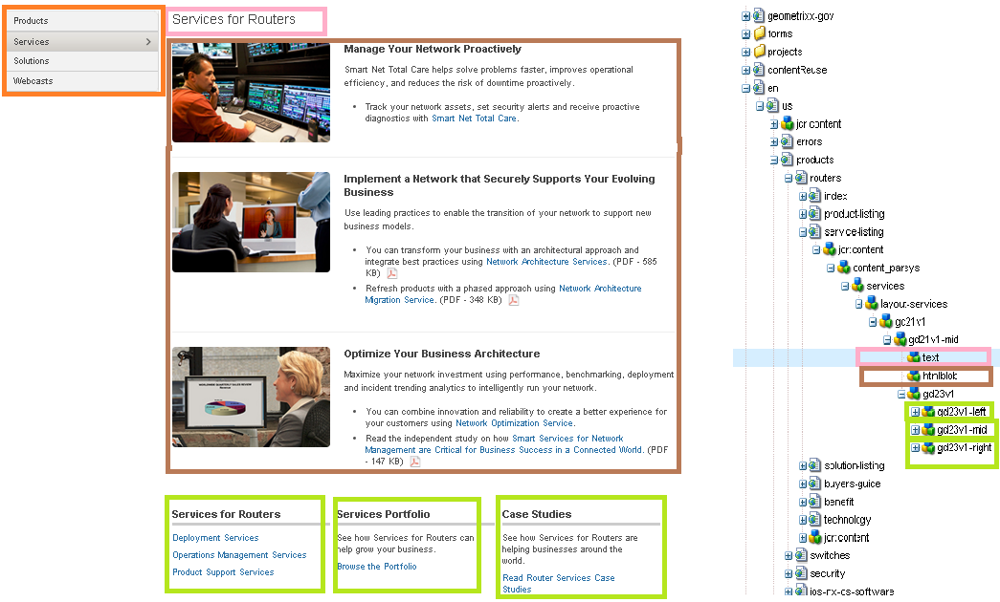 Products
Services
Solutions
Webcasts
Services for Routers
Manage Your Network Proactively
Smart Net Total Care helps solve problems faster, improves operational
efficiency, and reduces the risk of downtime proactively.
• Track your network assets, set security alerts and receive proactive
diagnostics with Smart Net Total Care.
Implement a Network that Securely Supports Your Evolving
Business
Use leading practices to enable the transition of your network to support new
business models.
• You can transform your business with an architectural approach and
integrate best practices using Network Architecture Services. (PDF - 585
KB)
• Refresh products with a phased approach using Network Architecture
Migration Service. (PDF - 348 KB)
Optimize Your Business Architecture
Maximize your network investment using performance, benchmarking, deployment
and incident trending analytics to intelligently run your network.
• You can combine innovation and reliability to create a better experience for
your customers using Network Optimization Service.
• Read the independent study on how Smart Services for Network
Management are Critical for Business Success in a Connected World. (PDF
- 147 KB)
Services for Routers
Deployment Services
Operations Management Services
Product Support Services
Services Portfolio
See how Services for Routers can
help grow your business.
Browse the Portfolio
Case Studies
See how Services for Routers are
helping businesses around the
world.
Read Router Services Case
Studies
geometrixx-gov
forms
projects
contentReuse
en
us
jcr:content
errors
products
routers
index
product-listing
service-listing
jcr:content
content_parsys
services
layout-services
gd21v1
gd21v1-mid
text
htmlblob
gd23v1
gd23v1-left
gd23v1-mid
gd23v1-right
solution-listing
buyers-guide
benefit
technology
jcr:content
switches
security
ios-nx-os-software